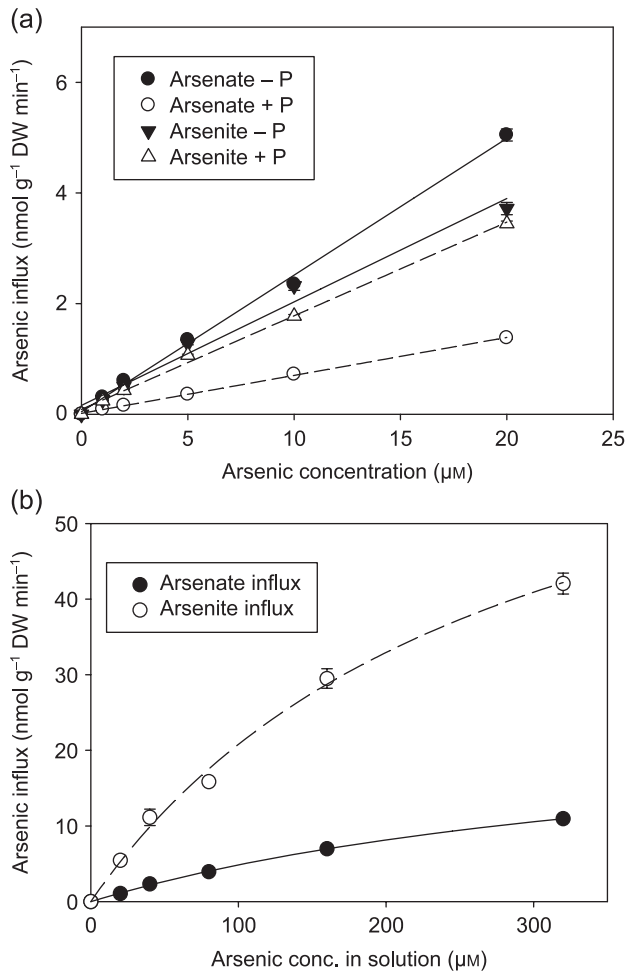 (a)
6
4
2
0
Arsenic influx (nmol g⁻¹ DW min⁻¹)
Arsenate – P
Arsenate + P
Arsenite – P
Arsenite + P
0 5 10 15 20 25
Arsenic concentration (µM)
(b)
50
40
30
20
10
0
Arsenic influx (nmol g⁻¹ DW min⁻¹)
Arsenate influx
Arsenite influx
0 100 200 300
Arsenic conc. in solution (µM)